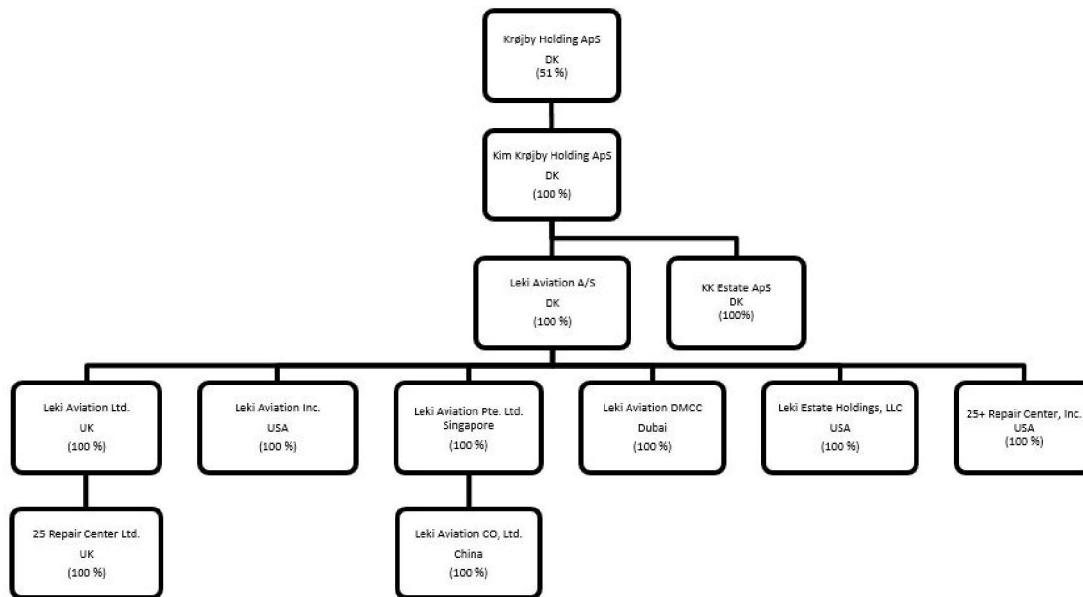 Krøjby Holding ApS
DK
(51 %)
Kim Krøjby Holding ApS
DK
(100 %)
Leki Aviation A/S
DK
(100 %)
KK Estate ApS
DK
(100%)
Leki Aviation Ltd.
UK
(100 %)
Leki Aviation Inc.
USA
(100 %)
Leki Aviation Pte. Ltd.
Singapore
(100 %)
Leki Aviation DMCC
Dubai
(100 %)
Leki Estate Holdings, LLC
USA
(100 %)
25+ Repair Center, Inc.
USA
(100 %)
25 Repair Center Ltd.
UK
(100 %)
Leki Aviation CO, Ltd.
China
(100 %)